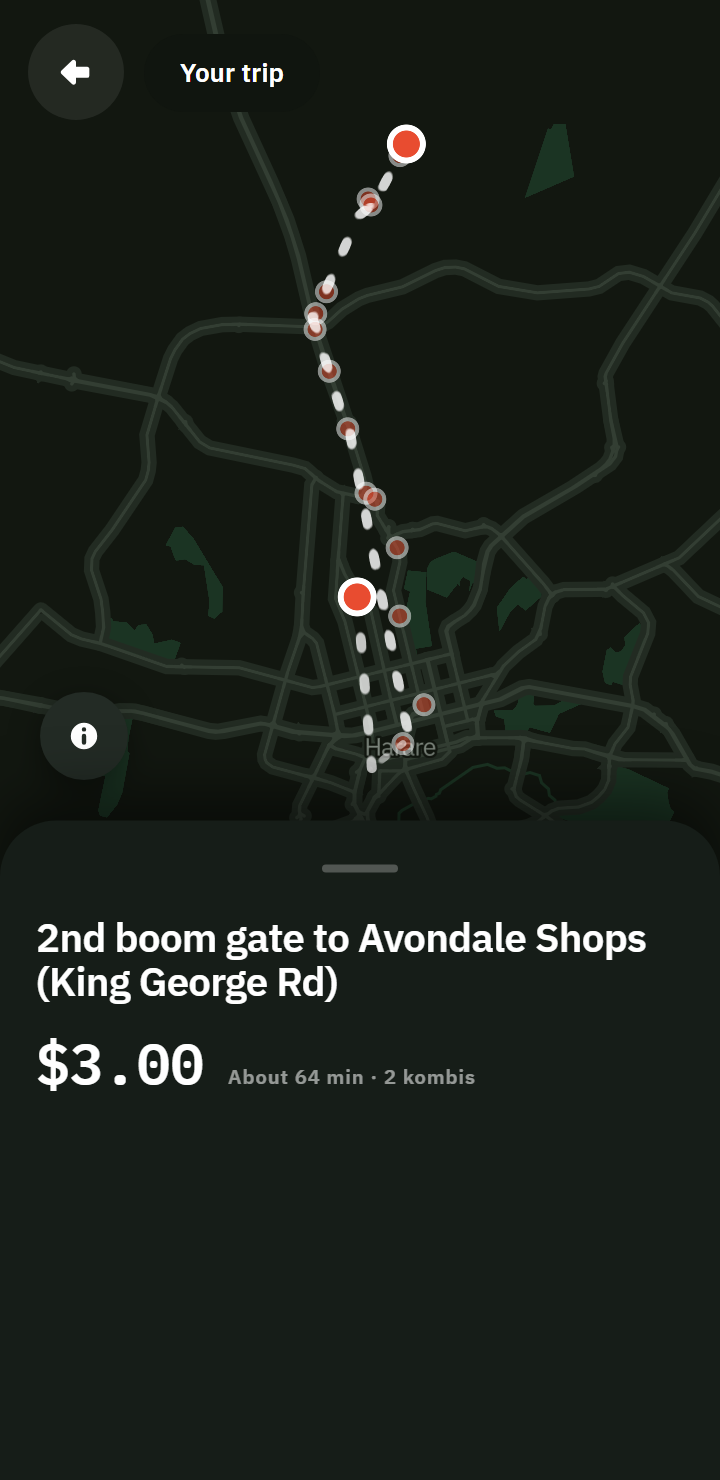 Your trip
Harare
2nd boom gate to Avondale Shops
(King George Rd)
$3.00
About 64 min · 2 kombis